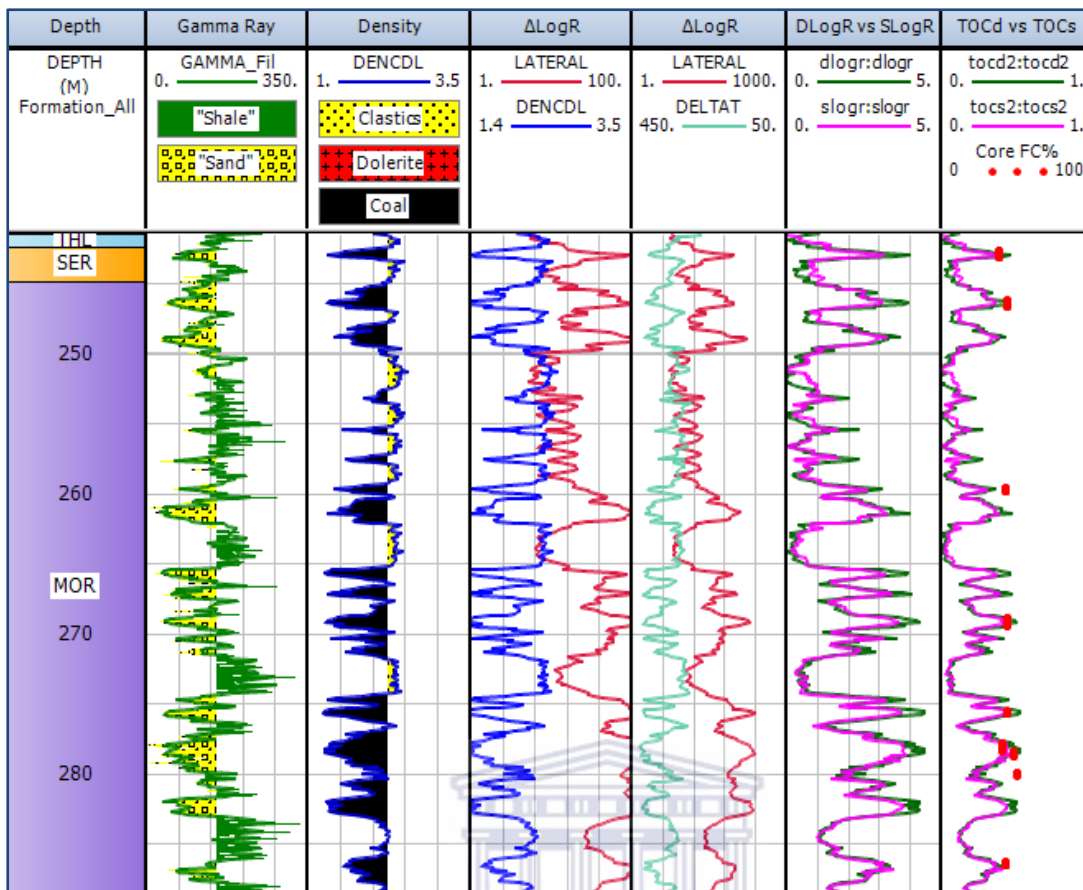 Depth Gamma Ray Density ΔLogR ΔLogR DLogR vs SLogR TOCd vs TOCs
DEPTH
(M)
Formation_All
GAMMA_Fil
0. 350.
"Shale"
"Sand"
DENCDL
1. 3.5
Clastics
Dolerite
Coal
LATERAL
1. 100.
DENCDL
1.4 3.5
LATERAL
1. 1000.
DELTAT
450. 50.
dlogr:dlogr
0. 5.
slogr:slogr
0. 5.
tocd2:tocd2
0. 1.
tocs2:tocs2
0. 1.
Core FC%
0 100
THL
SER
250
260
MOR
270
280